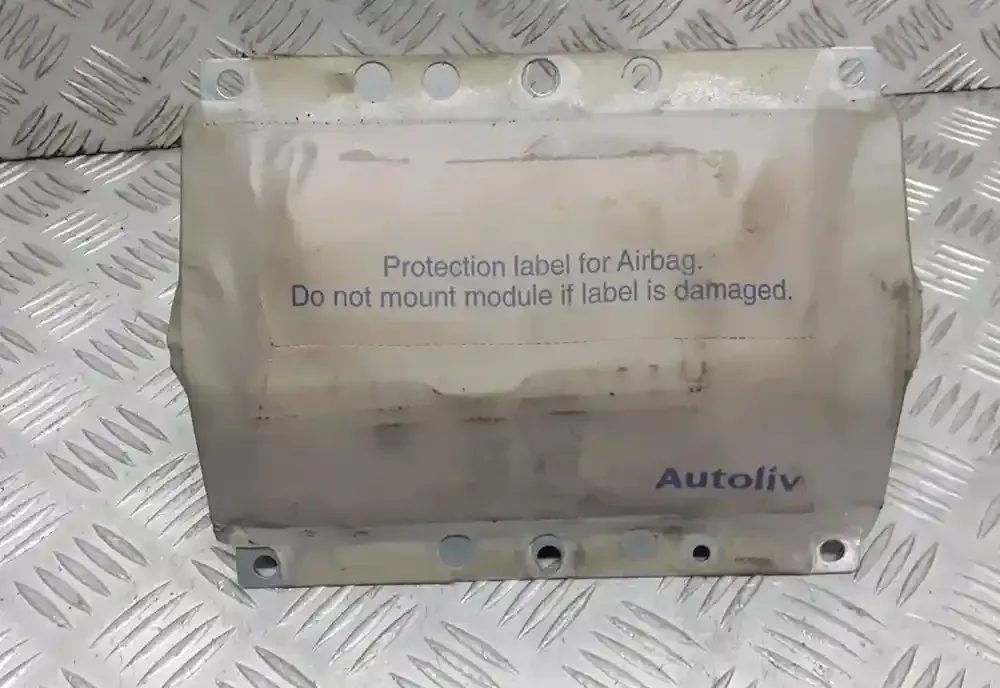 Protection label for Airbag.
Do not mount module if label is damaged.
Autoliv